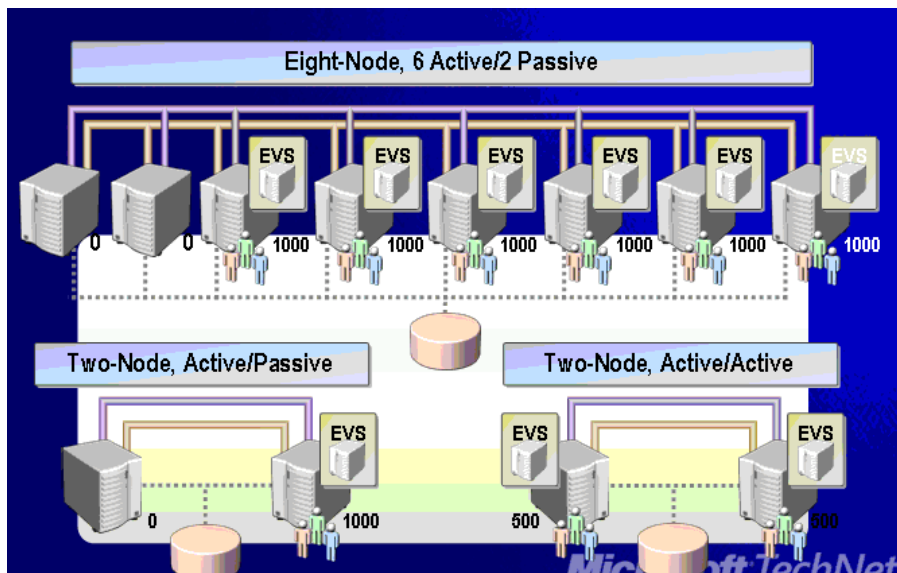 Eight-Node, 6 Active/2 Passive
EVS EVS EVS EVS EVS EVS
0 0 1000 1000 1000 1000 1000 1000
Two-Node, Active/Passive
Two-Node, Active/Active
EVS EVS EVS
0 1000 500 500
Microsoft TechNet